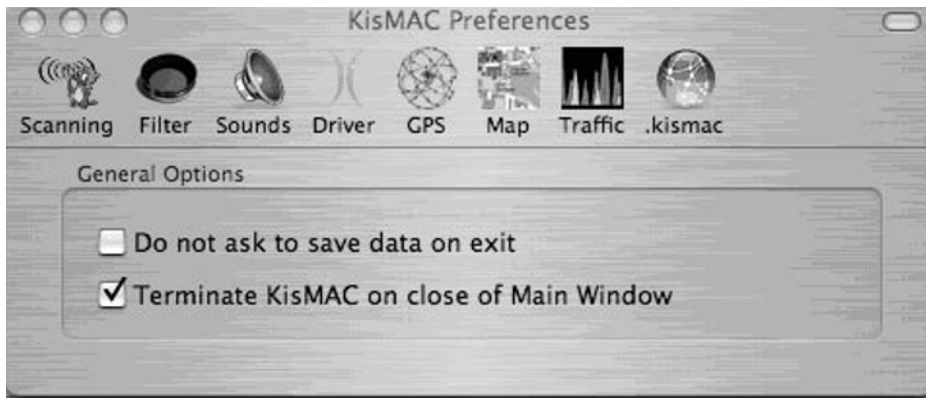 KisMAC Preferences
Scanning Filter Sounds Driver GPS Map Traffic .kismac
General Options
Do not ask to save data on exit
Terminate KisMAC on close of Main Window